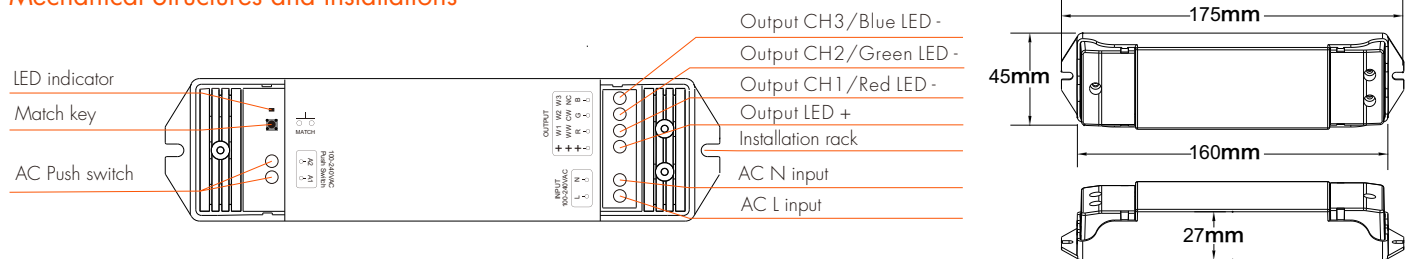 Mechanical Structures and Installations
LED indicator
Match key
AC Push switch
MATCH
100-240VAC
Push Switch
A2
A1
OUTPUT
W3 NC B
W2 CW G
W1 WW R
+ + +
INPUT
100-240VAC
N
L
Output CH3/Blue LED -
Output CH2/Green LED -
Output CH1/Red LED -
Output LED +
Installation rack
AC N input
AC L input
175mm
45mm
160mm
27mm